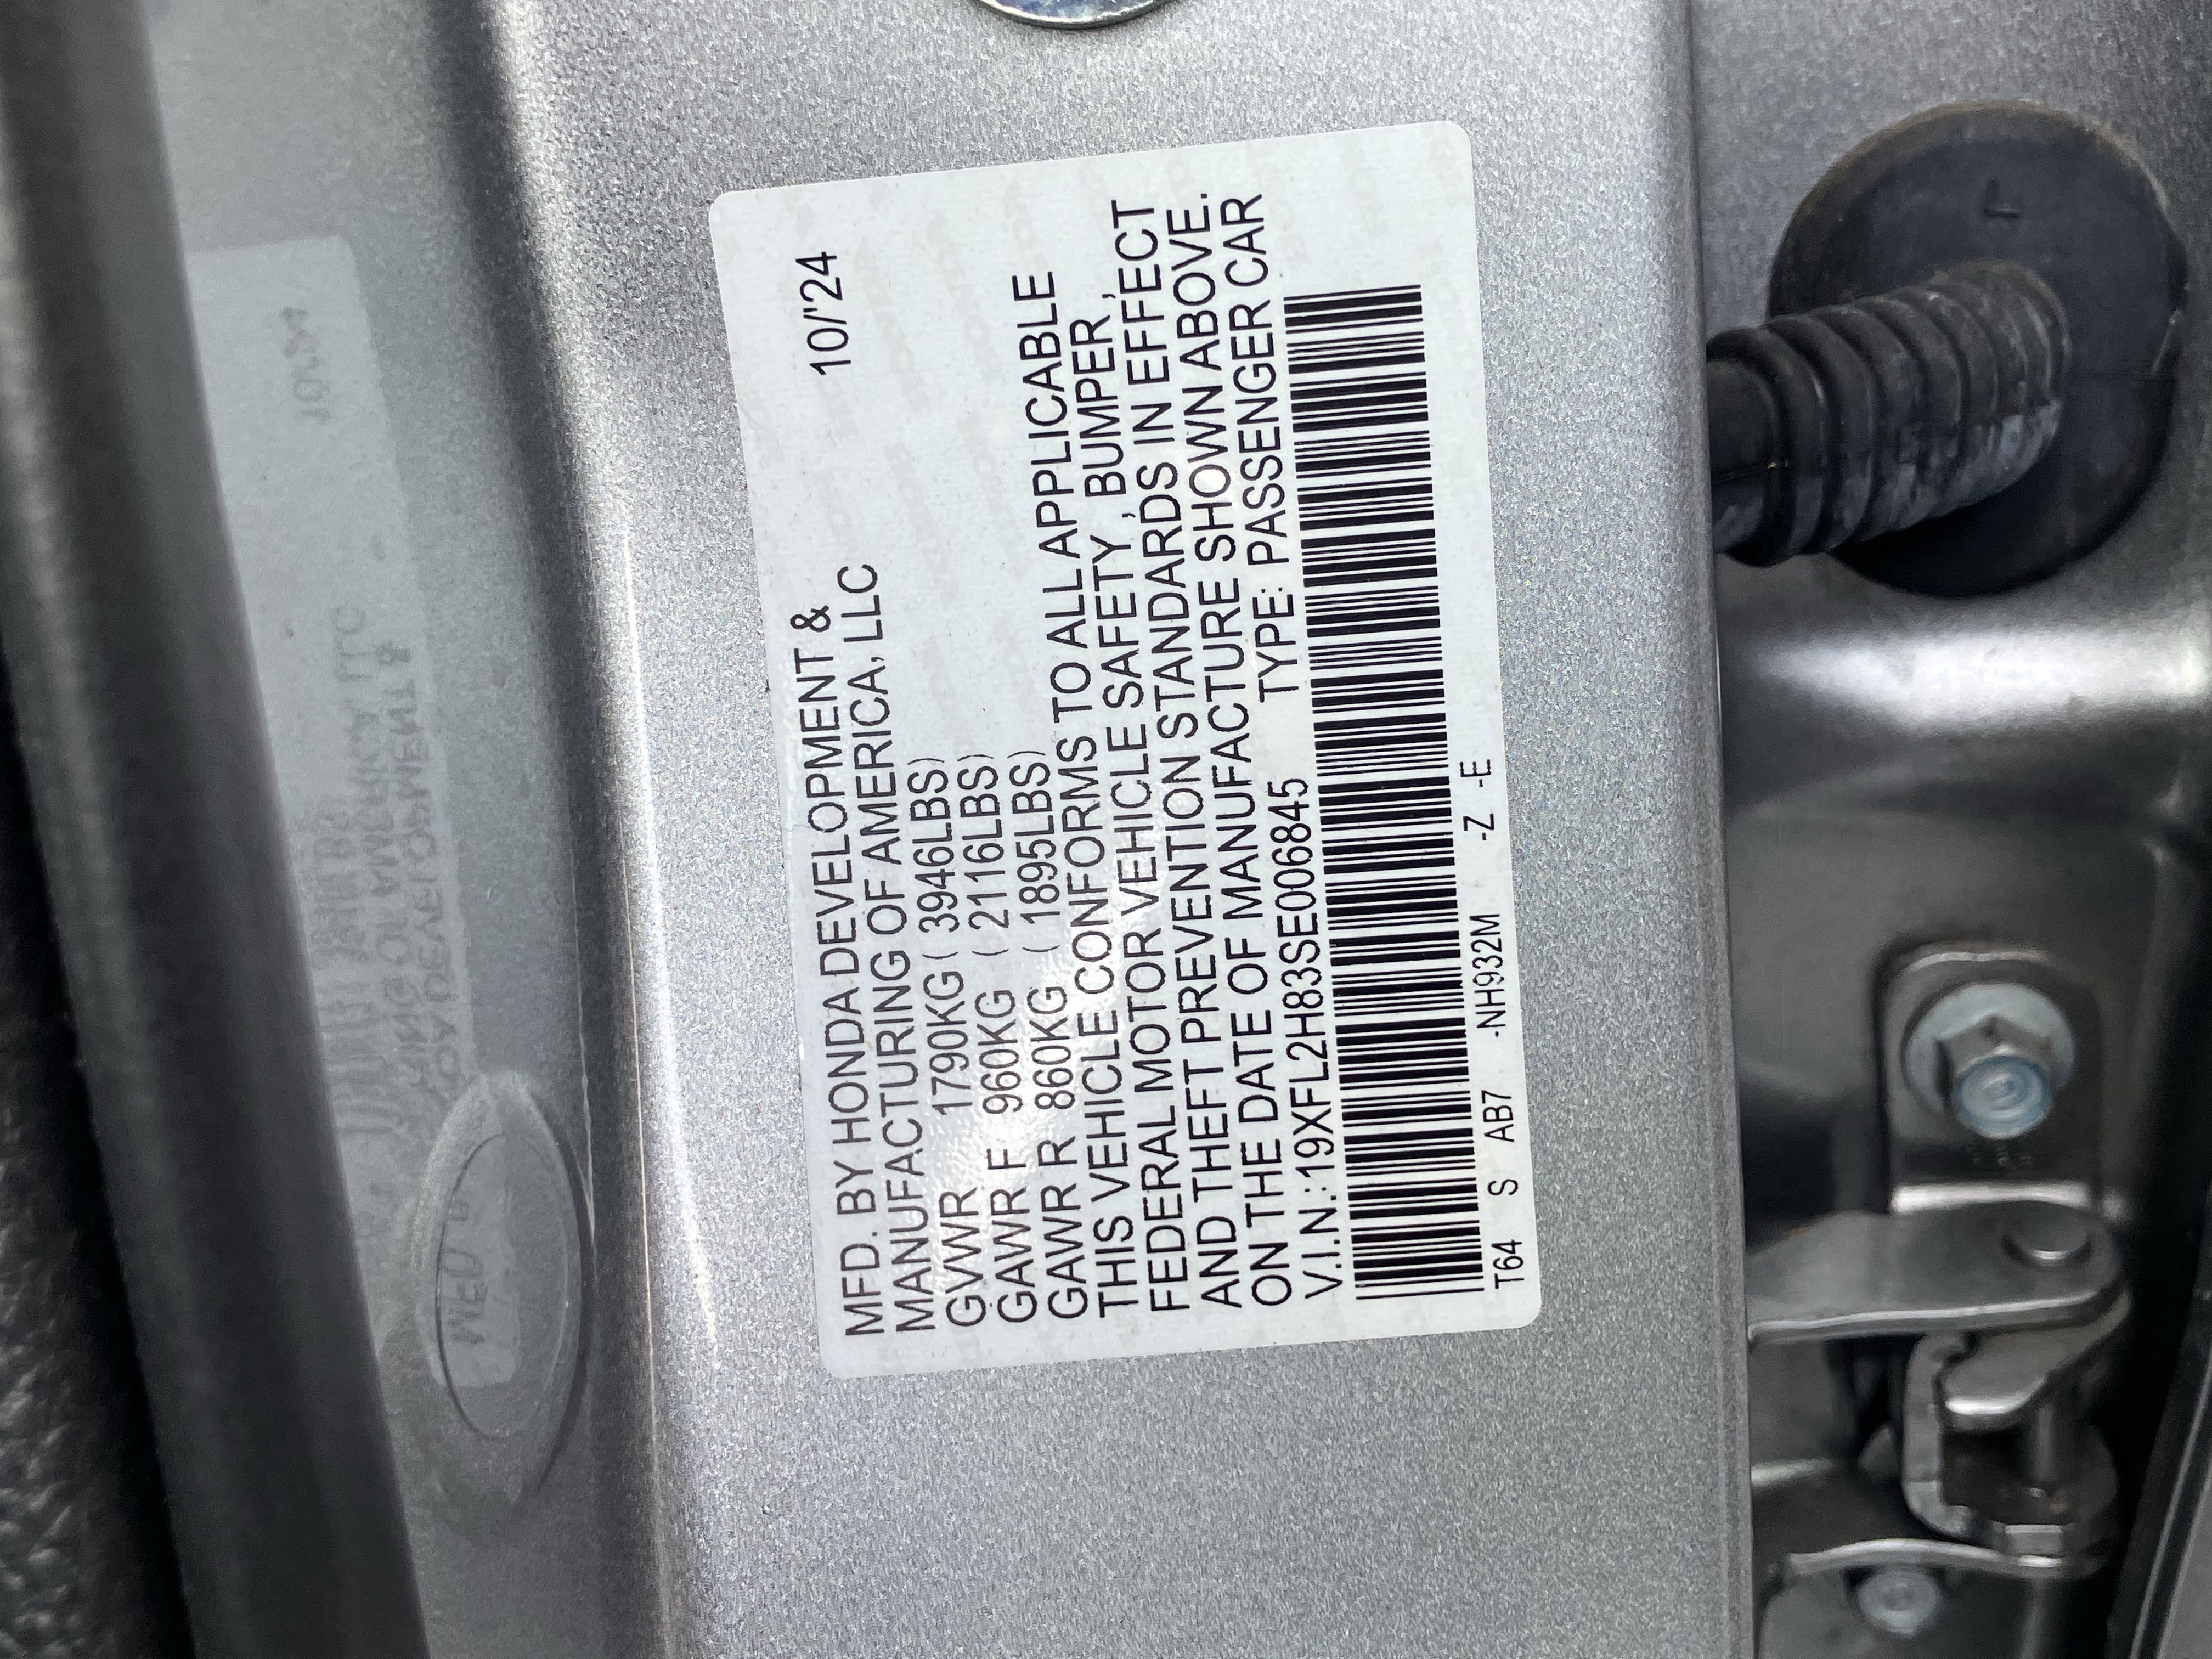 MFD. BY HONDA DEVELOPMENT & 10/'24
MANUFACTURING OF AMERICA, LLC
GVWR 1790KG ( 3946LBS)
GAWR F 960KG ( 2116LBS)
GAWR R 860KG ( 1895LBS)
THIS VEHICLE CONFORMS TO ALL APPLICABLE
FEDERAL MOTOR VEHICLE SAFETY, BUMPER,
AND THEFT PREVENTION STANDARDS IN EFFECT
ON THE DATE OF MANUFACTURE SHOWN ABOVE.
V.I.N.:19XFL2H83SE006845 TYPE: PASSENGER CAR
T64 S AB7 -NH932M -Z -E